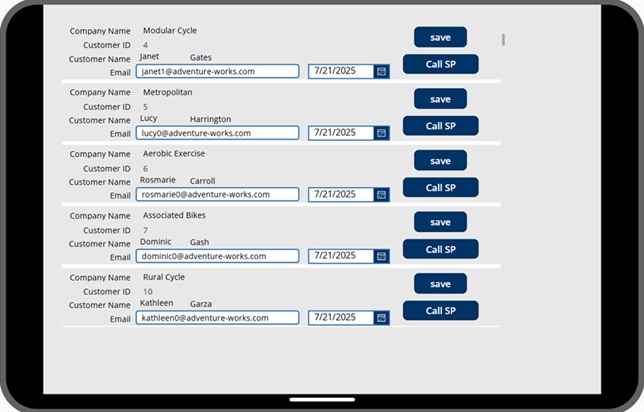 Company Name Modular Cycle
save
Customer ID 4
Customer Name Janet Gates
Call SP
Email janet1@adventure-works.com 7/21/2025
Company Name Metropolitan
save
Customer ID 5
Customer Name Lucy Harrington
Call SP
Email lucy0@adventure-works.com 7/21/2025
Company Name Aerobic Exercise
save
Customer ID 6
Customer Name Rosmarie Carroll
Call SP
Email rosmarie0@adventure-works.com 7/21/2025
Company Name Associated Bikes
save
Customer ID 7
Customer Name Dominic Gash
Call SP
Email dominic0@adventure-works.com 7/21/2025
Company Name Rural Cycle
save
Customer ID 10
Customer Name Kathleen Garza
Call SP
Email kathleen0@adventure-works.com 7/21/2025